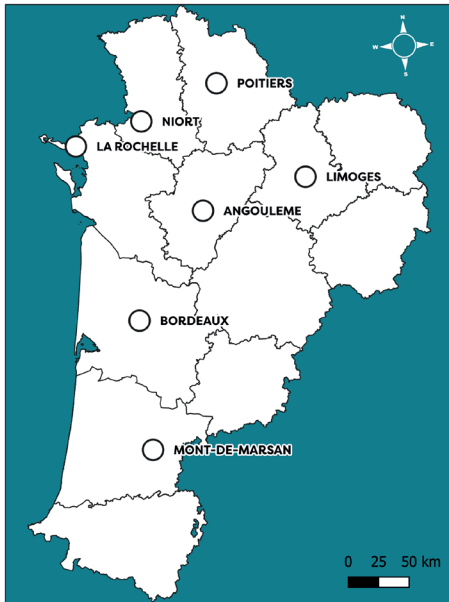 N
W E
S
POITIERS
NIORT
LA ROCHELLE
LIMOGES
ANGOULEME
BORDEAUX
MONT-DE-MARSAN
0 25 50 km